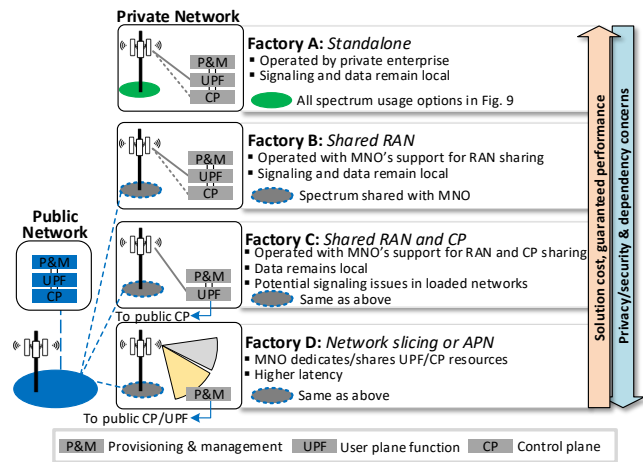 Private Network
P&M
UPF
CP
Factory A: Standalone
▪ Operated by private enterprise
▪ Signaling and data remain local
All spectrum usage options in Fig. 9
P&M
UPF
CP
Factory B: Shared RAN
▪ Operated with MNO's support for RAN sharing
▪ Signaling and data remain local
Spectrum shared with MNO
Public
Network
P&M
UPF
CP
P&M
UPF
To public CP
Factory C: Shared RAN and CP
▪ Operated with MNO's support for RAN and CP sharing
▪ Data remains local
▪ Potential signaling issues in loaded networks
Same as above
P&M
To public CP/UPF
Factory D: Network slicing or APN
▪ MNO dedicates/shares UPF/CP resources
▪ Higher latency
Same as above
Solution cost, guaranteed performance
Privacy/security & dependency concerns
P&M Provisioning & management UPF User plane function CP Control plane